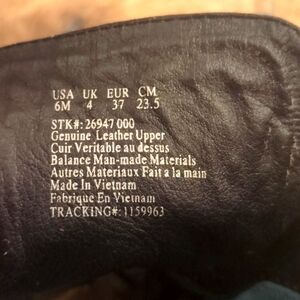 USA UK EUR CM
6M 4 37 23.5
STK#: 26947 000
Genuine Leather Upper
Cuir Veritable au dessus
Balance Man-made Materials
Autres Materiaux Fait a la main
Made In Vietnam
Fabrique En Vietnam
TRACKING#: 1159963